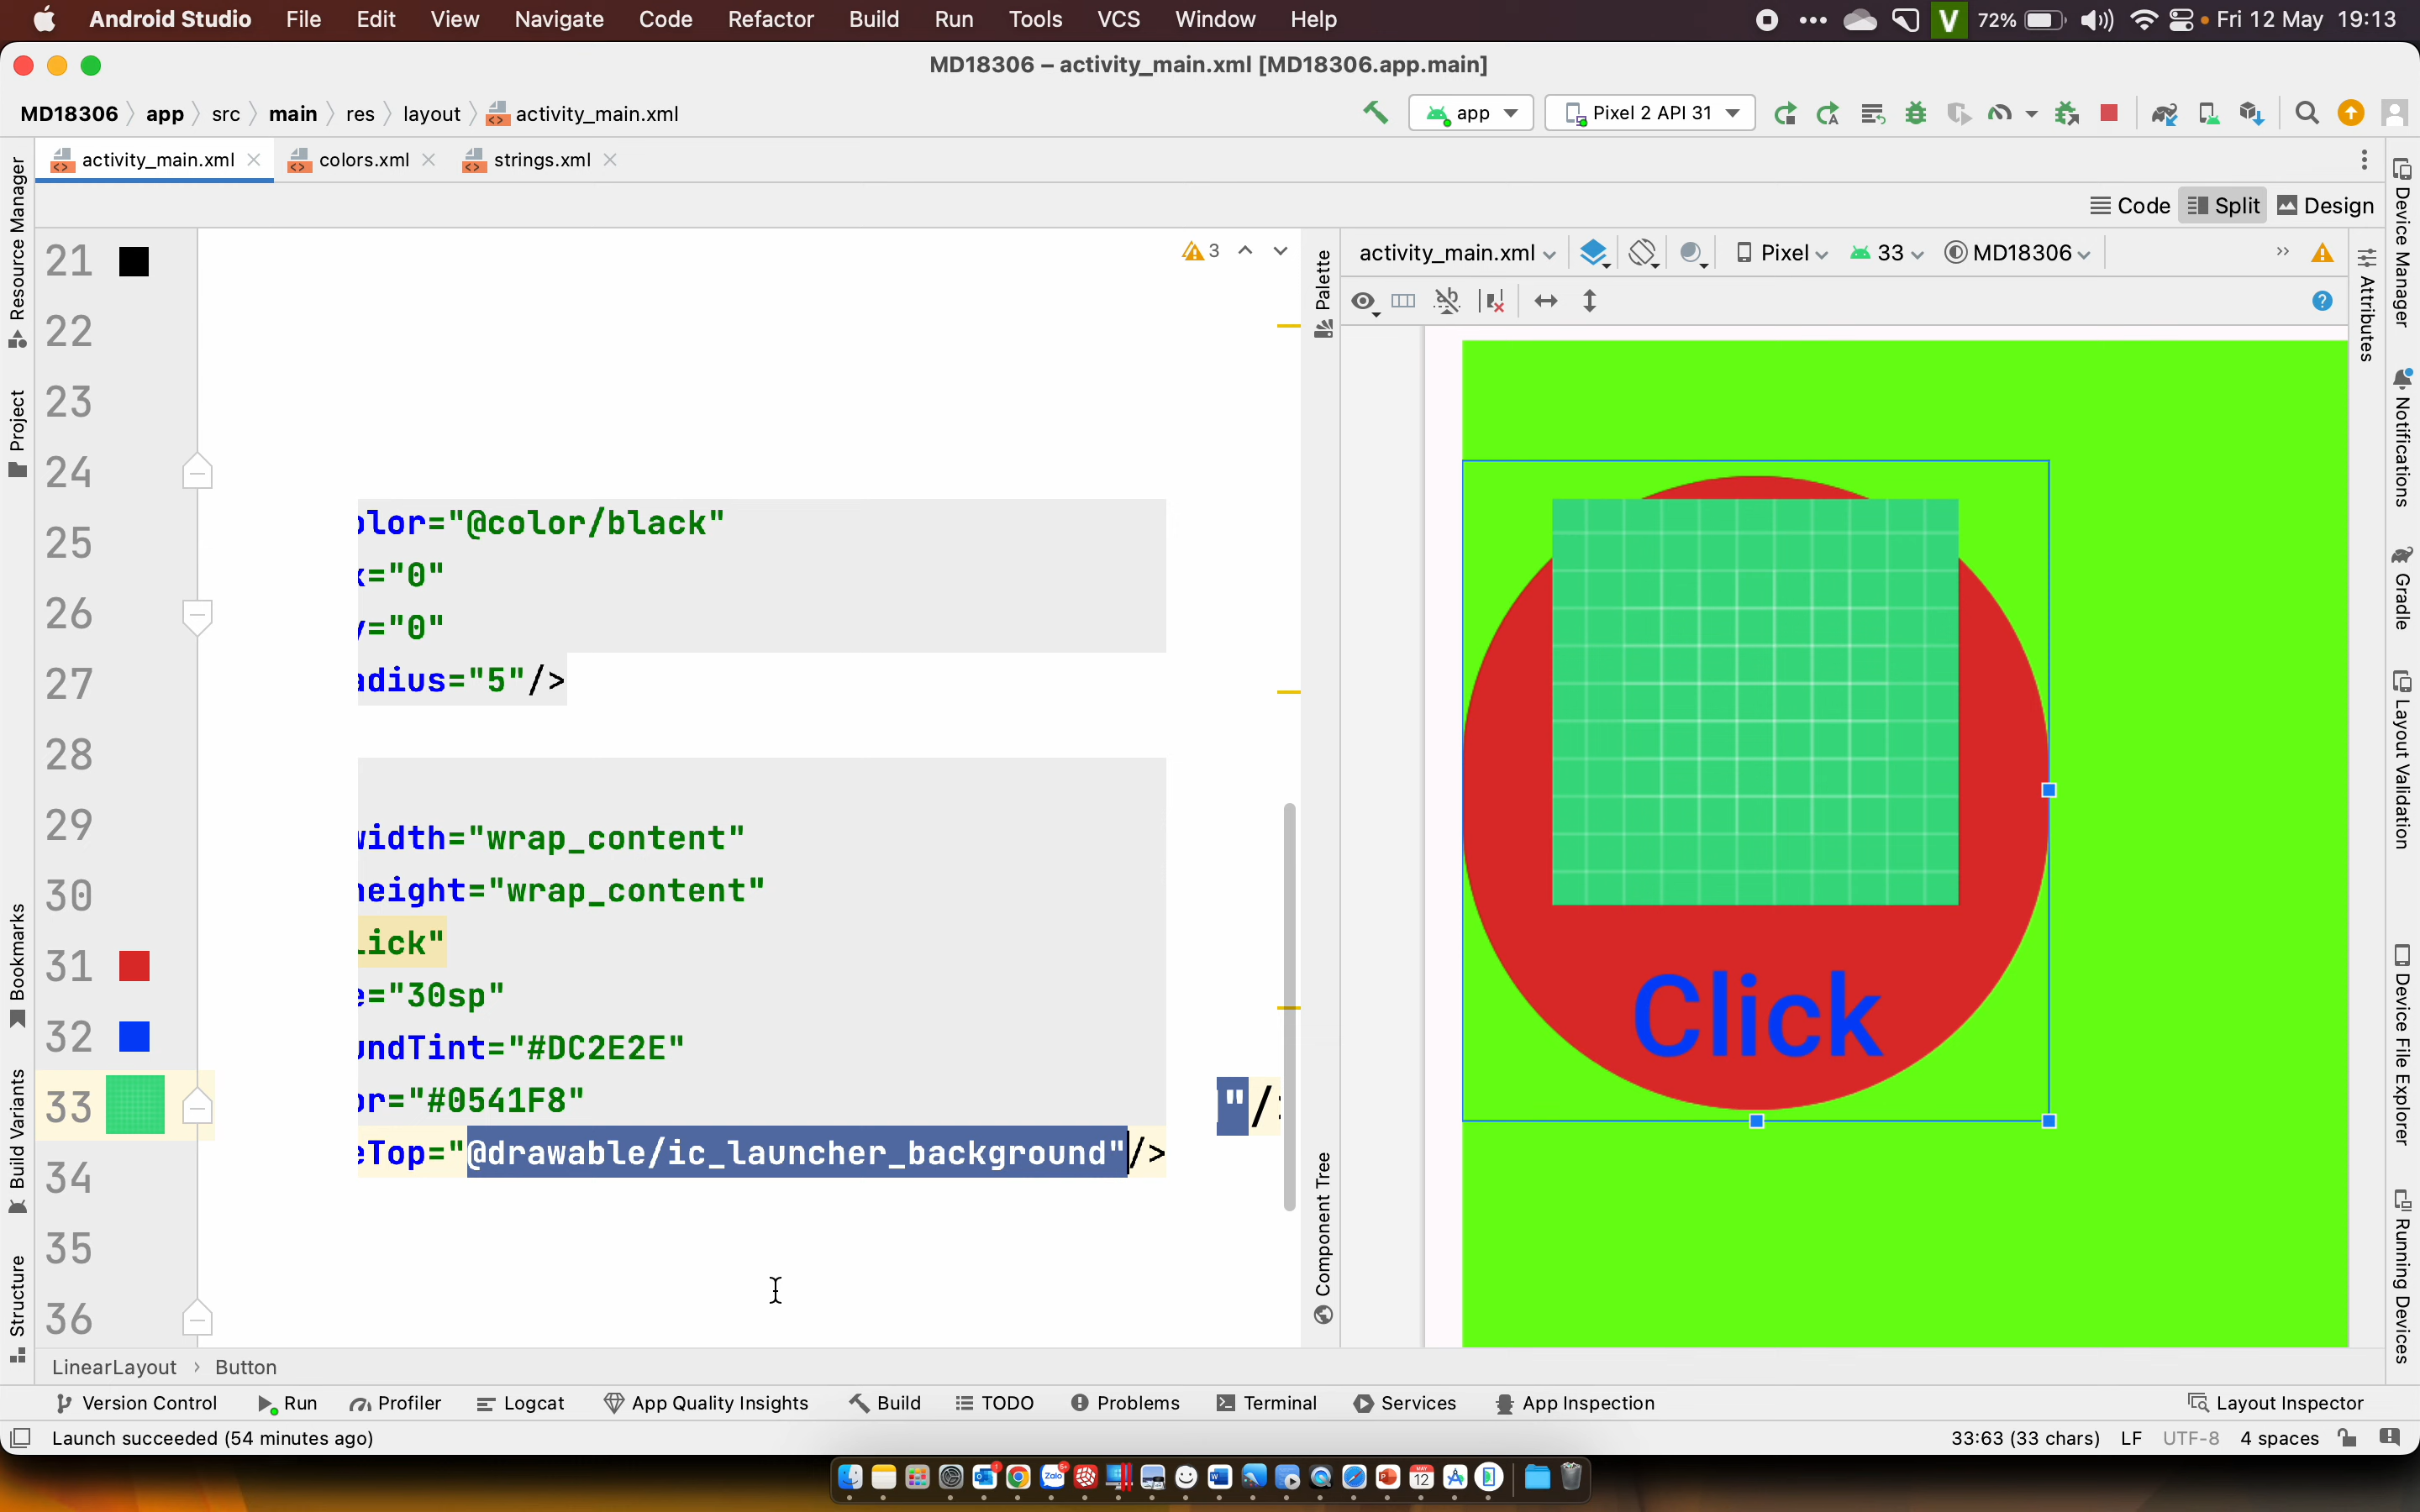 Android Studio File Edit View Navigate Code Refactor Build Run Tools VCS Window Help 72% Fri 12 May 19:13
MD18306 – activity_main.xml [MD18306.app.main]
MD18306 app src main res layout activity_main.xml app Pixel 2 API 31
activity_main.xml colors.xml strings.xml
Code Split Design
3
activity_main.xml Pixel 33 MD18306
Resource Manager
Project
Bookmarks
Build Variants
Structure
21
22
23
24
25
26
27
28
29
30
31
32
33
34
35
36
olor="@color/black"
x="0"
y="0"
adius="5"/>
width="wrap_content"
height="wrap_content"
lick"
e="30sp"
undTint="#DC2E2E"
or="#0541F8"
eTop="@drawable/ic_launcher_background"/>
"/
Palette
Component Tree
Click
Attributes
Device Manager
Notifications
Gradle
Layout Validation
Device File Explorer
Running Devices
LinearLayout › Button
Version Control Run Profiler Logcat App Quality Insights Build TODO Problems Terminal Services App Inspection Layout Inspector
Launch succeeded (54 minutes ago) 33:63 (33 chars) LF UTF-8 4 spaces